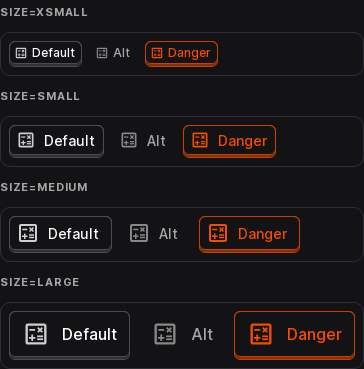 SIZE=XSMALL
Default Alt Danger
SIZE=SMALL
Default Alt Danger
SIZE=MEDIUM
Default Alt Danger
SIZE=LARGE
Default Alt Danger